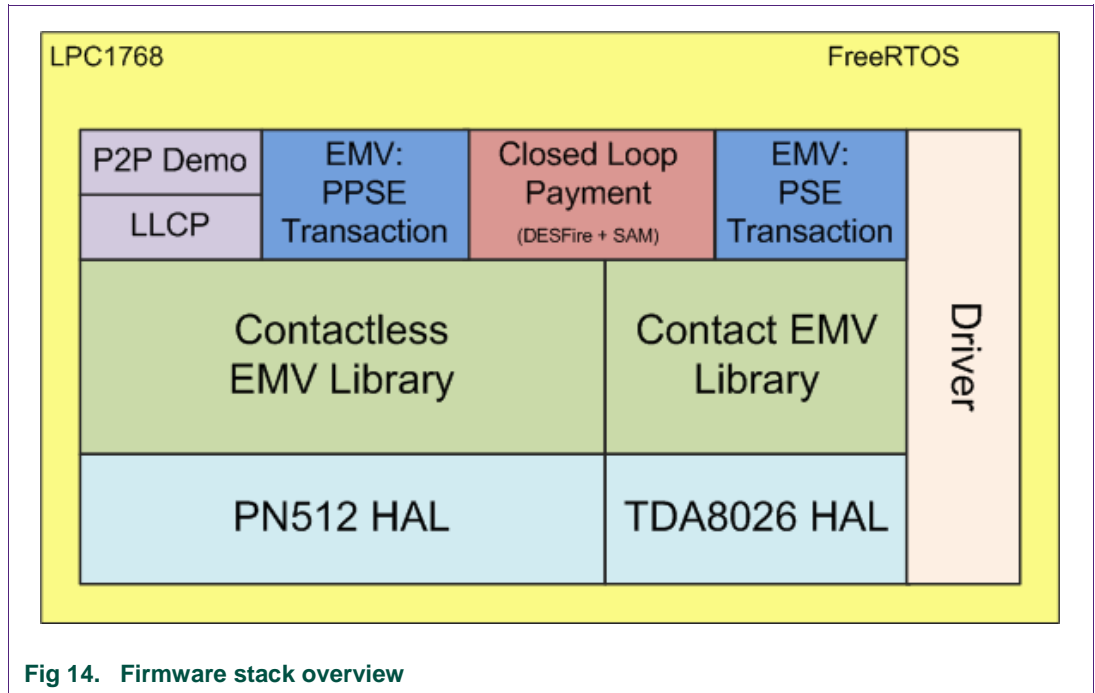 LPC1768
FreeRTOS
P2P Demo
LLCP
EMV:
PPSE
Transaction
Closed Loop
Payment
(DESFire + SAM)
EMV:
PSE
Transaction
Driver
Contactless
EMV Library
Contact EMV
Library
PN512 HAL
TDA8026 HAL
Fig 14. Firmware stack overview